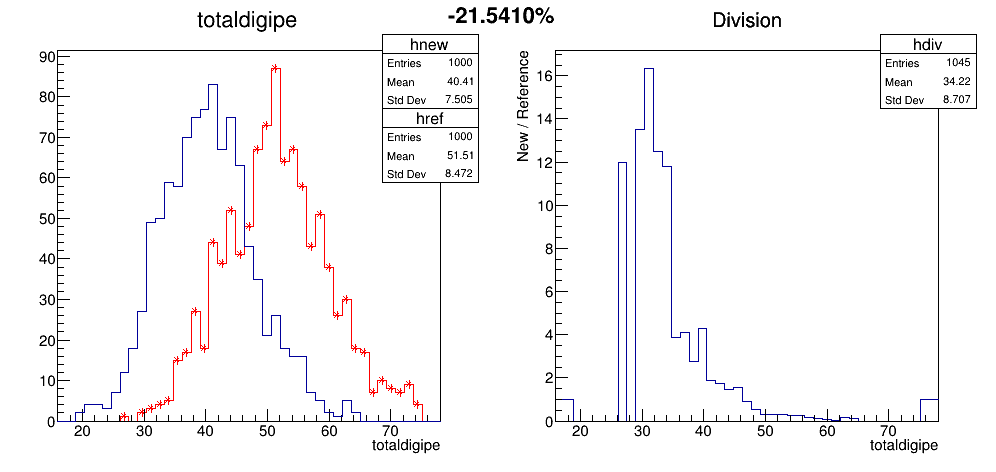 -21.5410%
totaldigipe
hnew
Entries 1000
Mean 40.41
Std Dev 7.505
href
Entries 1000
Mean 51.51
Std Dev 8.472
90
80
70
60
50
40
30
20
10
0
20 30 40 50 60 70
totaldigipe
Division
hdiv
Entries 1045
Mean 34.22
Std Dev 8.707
New / Reference
16
14
12
10
8
6
4
2
0
20 30 40 50 60 70
totaldigipe